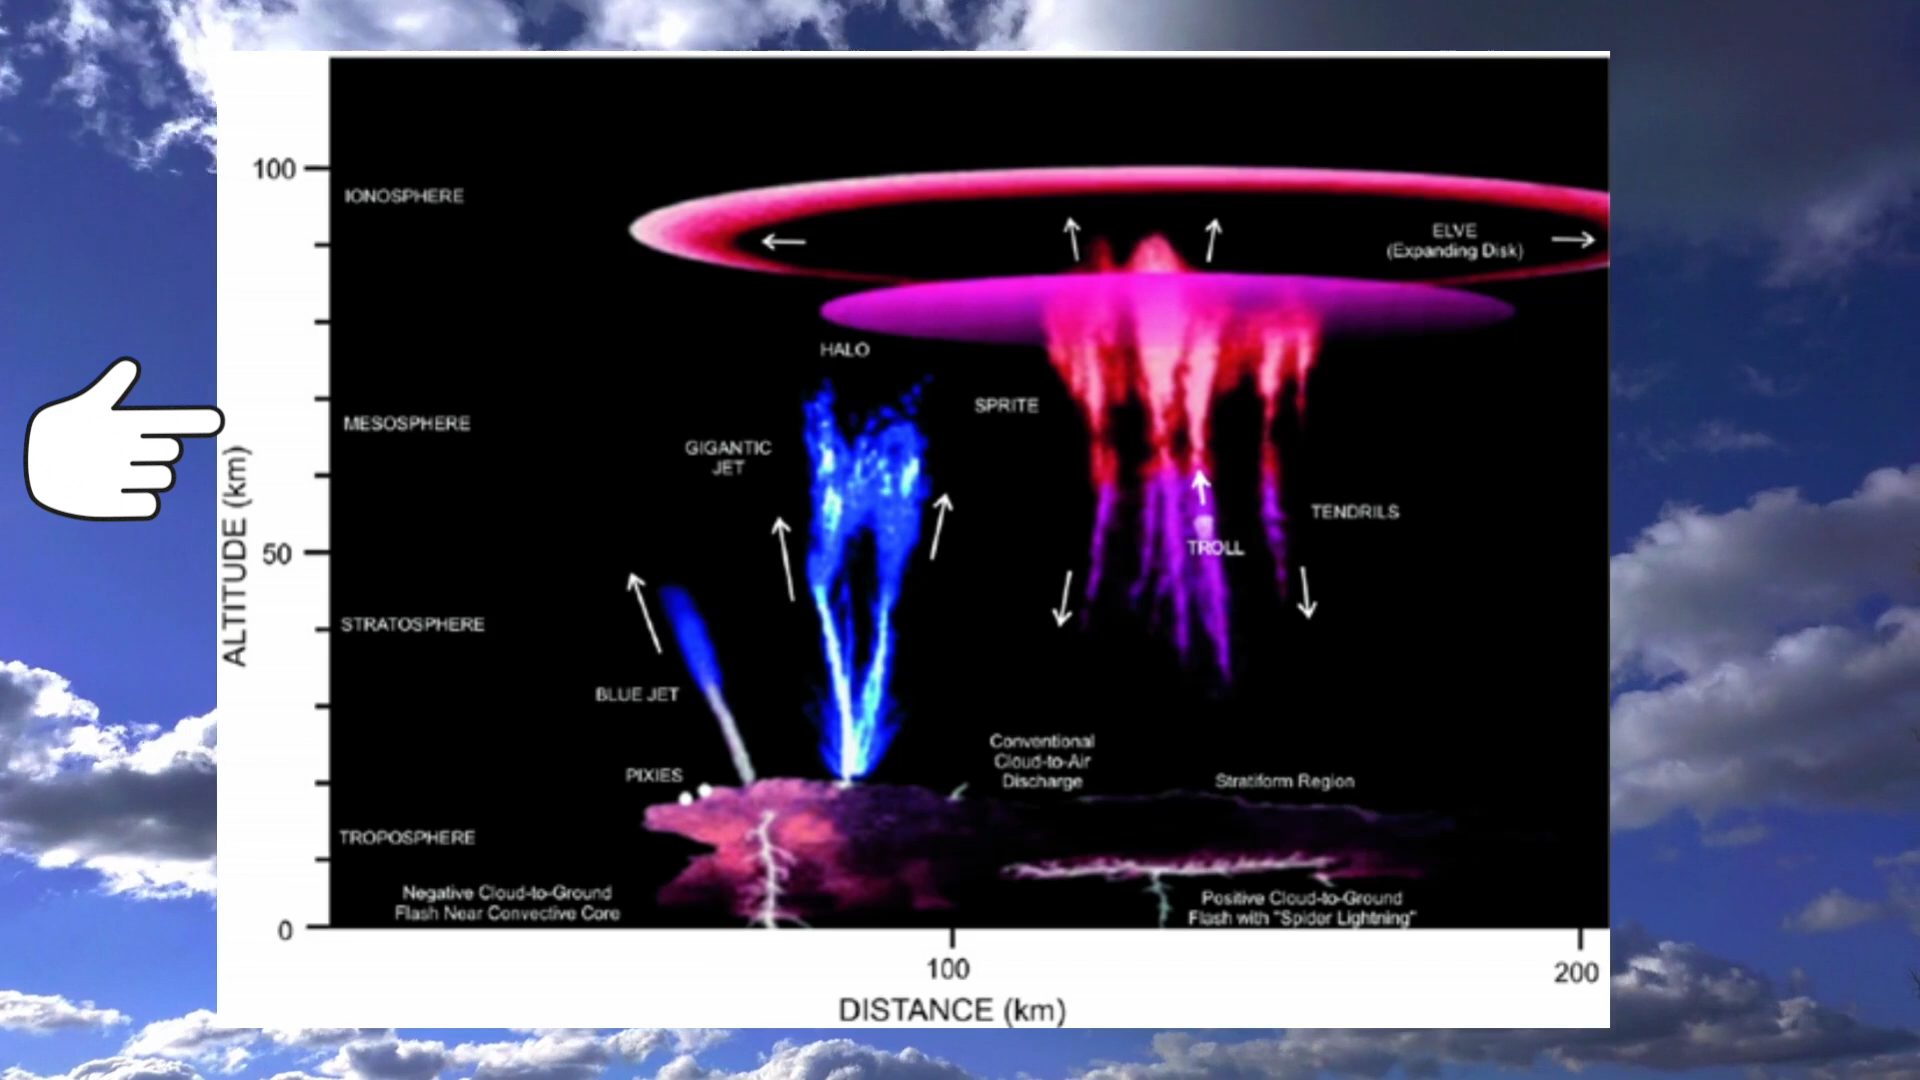 100
IONOSPHERE
ELVE
(Expanding Disk)
HALO
SPRITE
MESOSPHERE
GIGANTIC
JET
TENDRILS
TROLL
50
ALTITUDE (km)
STRATOSPHERE
BLUE JET
Conventional
Cloud-to-Air
Discharge
PIXIES
Stratiform Region
TROPOSPHERE
Negative Cloud-to-Ground
Flash Near Convective Core
Positive Cloud-to-Ground
Flash with "Spider Lightning"
0
100
200
DISTANCE (km)